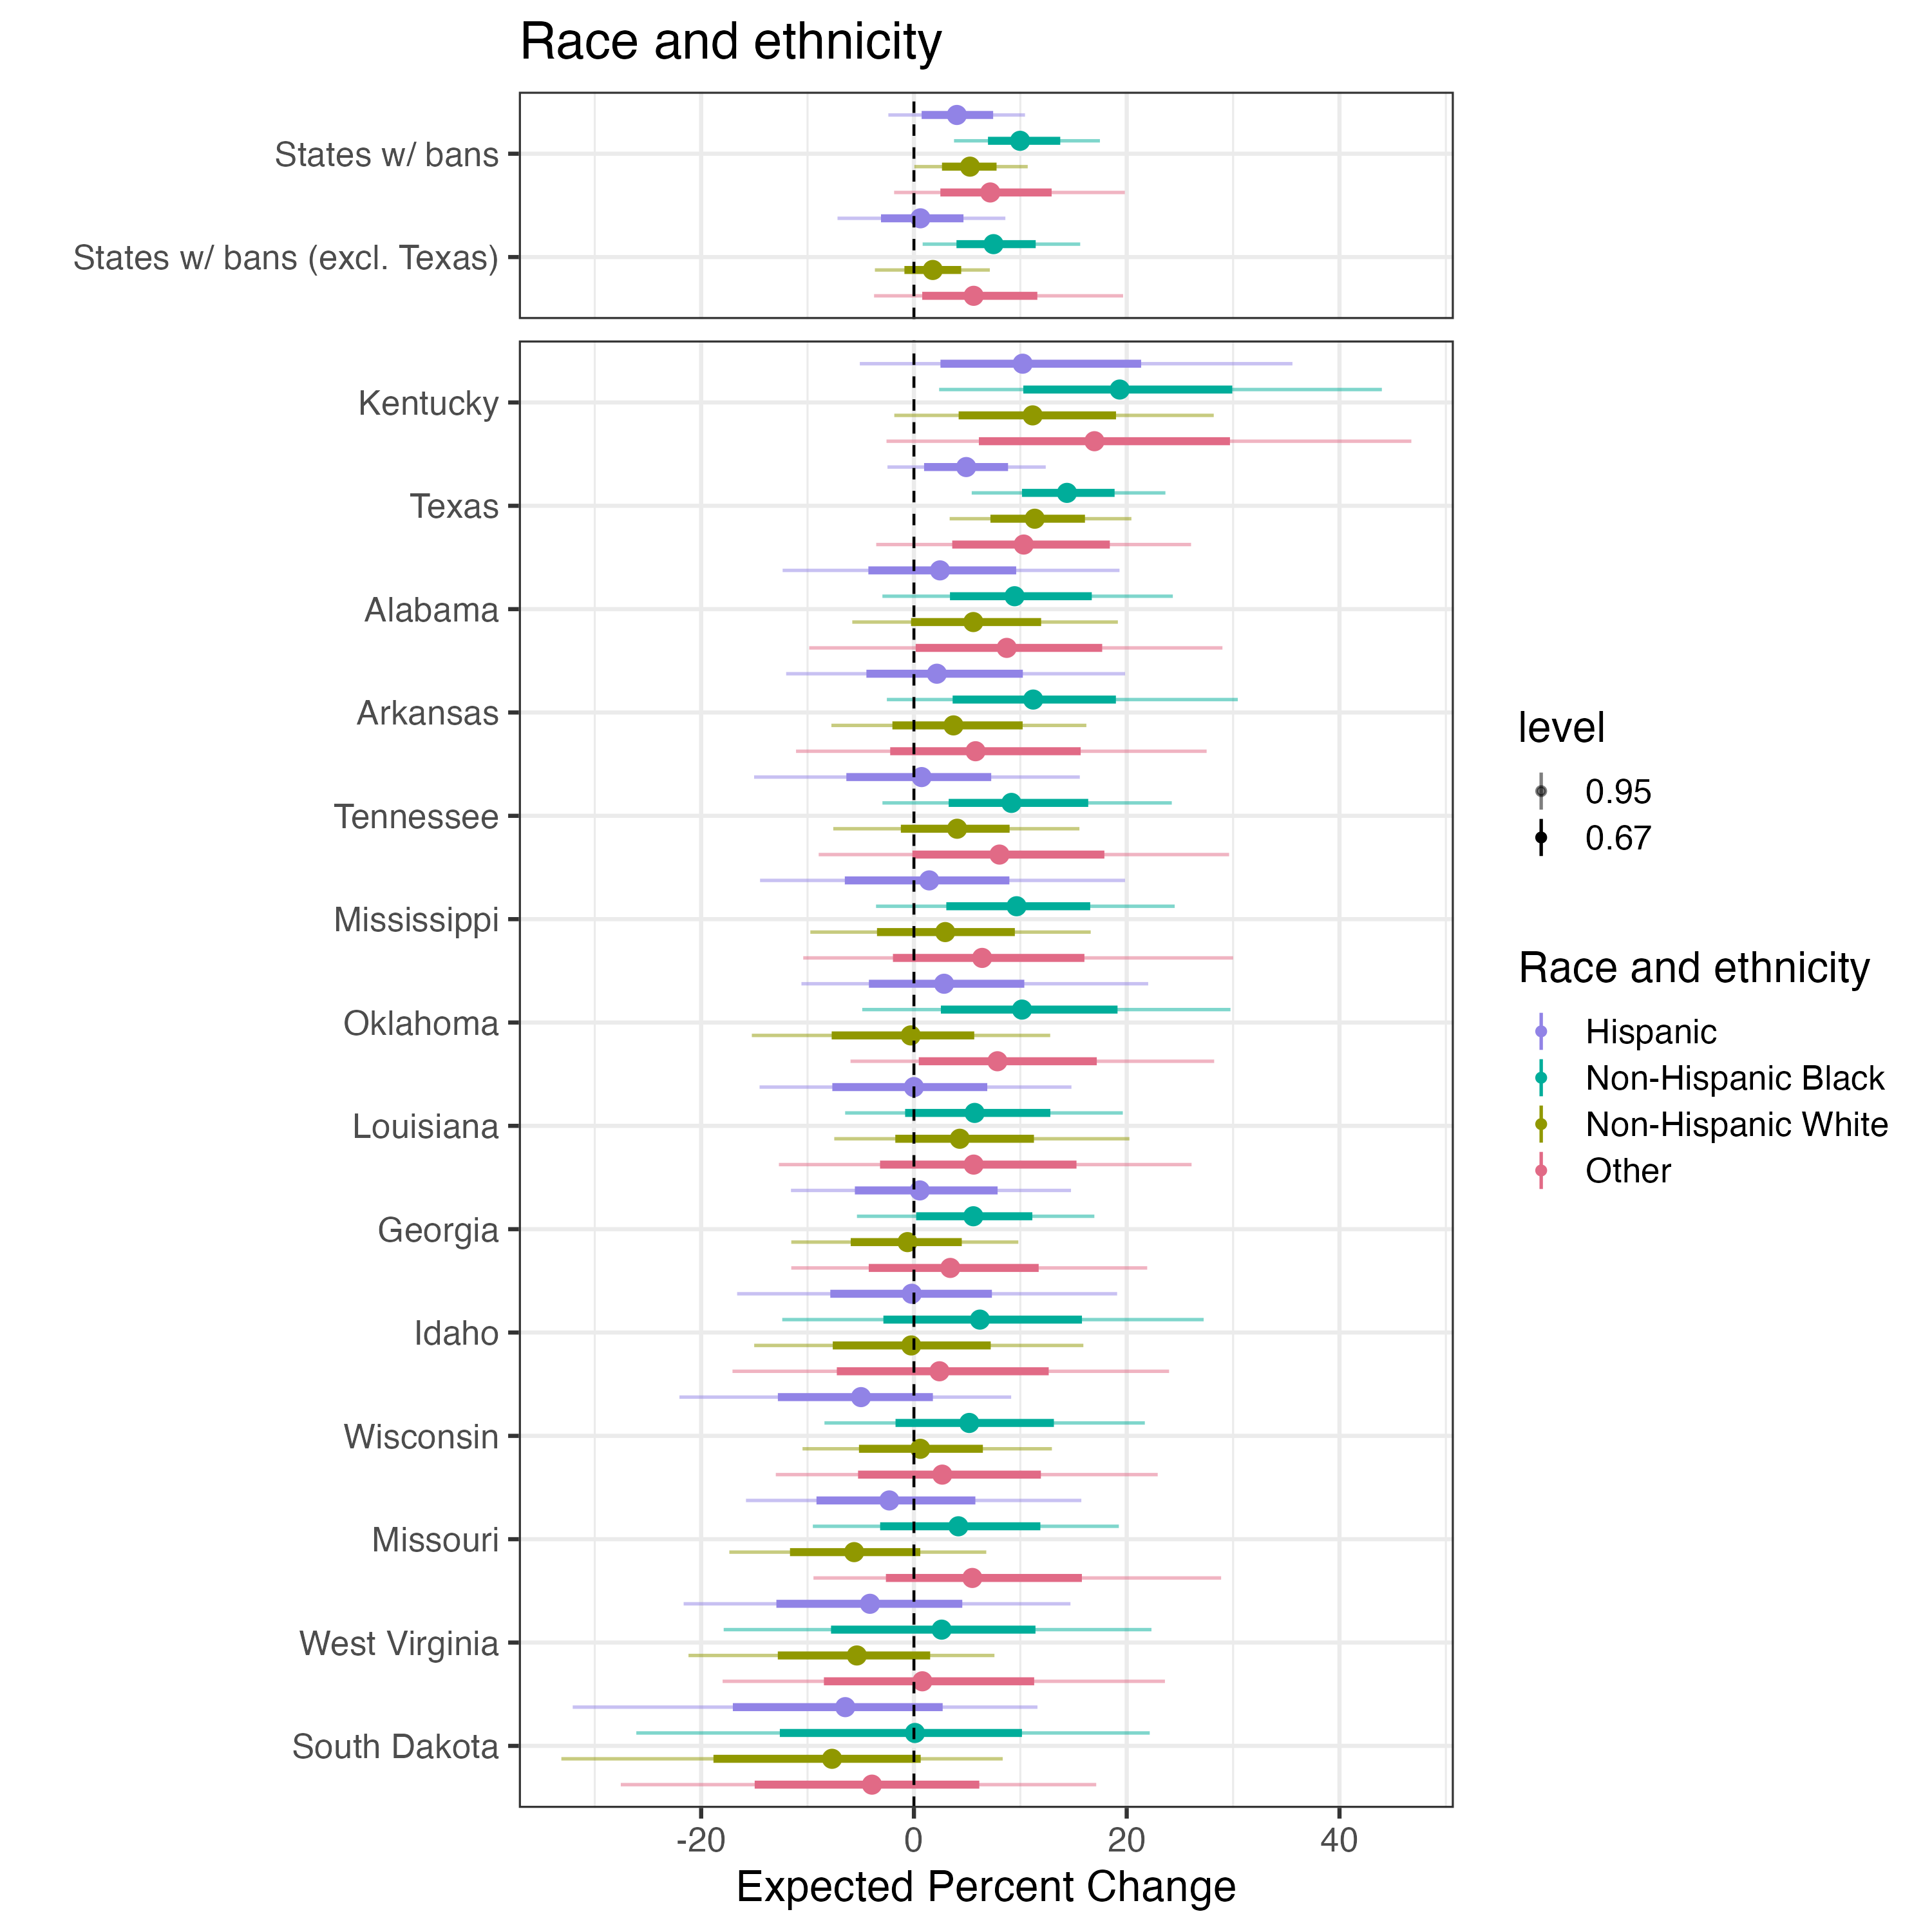 Race and ethnicity
States w/ bans
States w/ bans (excl. Texas)
Kentucky
Texas
Alabama
Arkansas
Tennessee
Mississippi
Oklahoma
Louisiana
Georgia
Idaho
Wisconsin
Missouri
West Virginia
South Dakota
-20 0 20 40
Expected Percent Change
level
0.95
0.67
Race and ethnicity
Hispanic
Non-Hispanic Black
Non-Hispanic White
Other